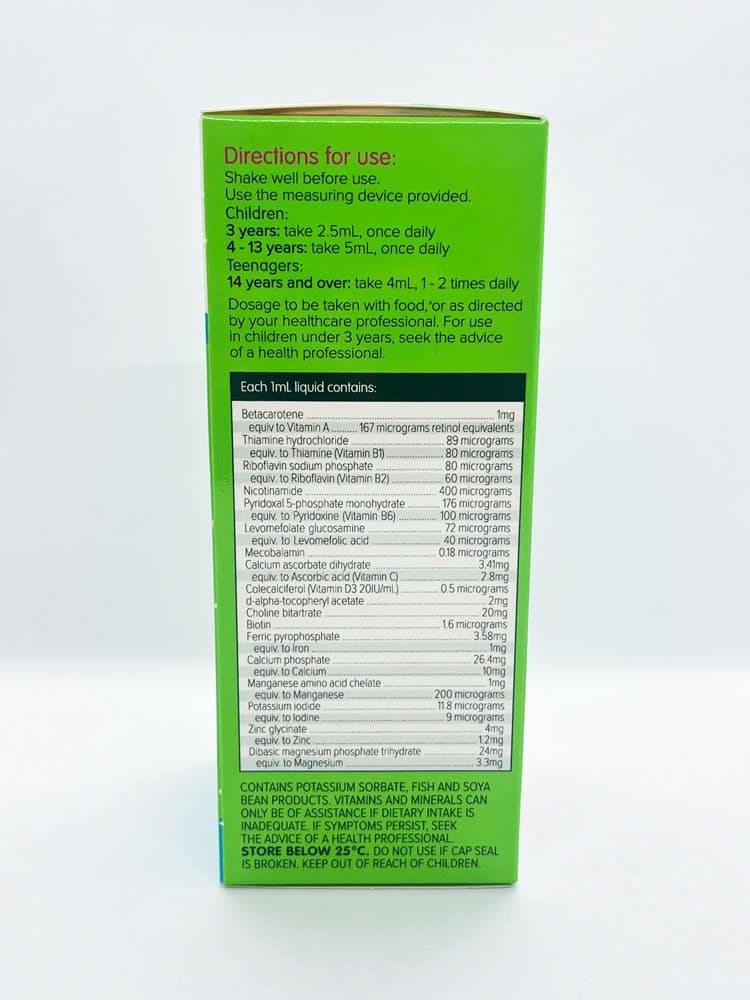 Directions for use:
Shake well before use.
Use the measuring device provided.
Children:
3 years: take 2.5mL, once daily
4 - 13 years: take 5mL, once daily
Teenagers:
14 years and over: take 4mL, 1 - 2 times daily
Dosage to be taken with food, or as directed
by your healthcare professional. For use
in children under 3 years, seek the advice
of a health professional.
Each 1mL liquid contains:
Betacarotene 1mg
equiv to Vitamin A 167 micrograms retinol equivalents
Thiamine hydrochloride 89 micrograms
equiv. to Thiamine (Vitamin B1) 80 micrograms
Riboflavin sodium phosphate 80 micrograms
equiv. to Riboflavin (Vitamin B2) 60 micrograms
Nicotinamide 400 micrograms
Pyridoxal 5-phosphate monohydrate 176 micrograms
equiv. to Pyridoxine (Vitamin B6) 100 micrograms
Levomefolate glucosamine 72 micrograms
equiv. to Levomefolic acid 40 micrograms
Mecobalamin 0.18 micrograms
Calcium ascorbate dihydrate 3.41mg
equiv. to Ascorbic acid (Vitamin C) 2.8mg
Colecalciferol (Vitamin D3 20IU/mL) 0.5 micrograms
d-alpha-tocopheryl acetate 2mg
Choline bitartrate 20mg
Biotin 1.6 micrograms
Ferric pyrophosphate 3.58mg
equiv. to Iron 1mg
Calcium phosphate 26.4mg
equiv. to Calcium 10mg
Manganese amino acid chelate 1mg
equiv. to Manganese 200 micrograms
Potassium iodide 11.8 micrograms
equiv. to Iodine 9 micrograms
Zinc glycinate 4mg
equiv. to Zinc 1.2mg
Dibasic magnesium phosphate trihydrate 24mg
equiv. to Magnesium 3.3mg
CONTAINS POTASSIUM SORBATE, FISH AND SOYA
BEAN PRODUCTS. VITAMINS AND MINERALS CAN
ONLY BE OF ASSISTANCE IF DIETARY INTAKE IS
INADEQUATE. IF SYMPTOMS PERSIST, SEEK
THE ADVICE OF A HEALTH PROFESSIONAL.
STORE BELOW 25°C. DO NOT USE IF CAP SEAL
IS BROKEN. KEEP OUT OF REACH OF CHILDREN.